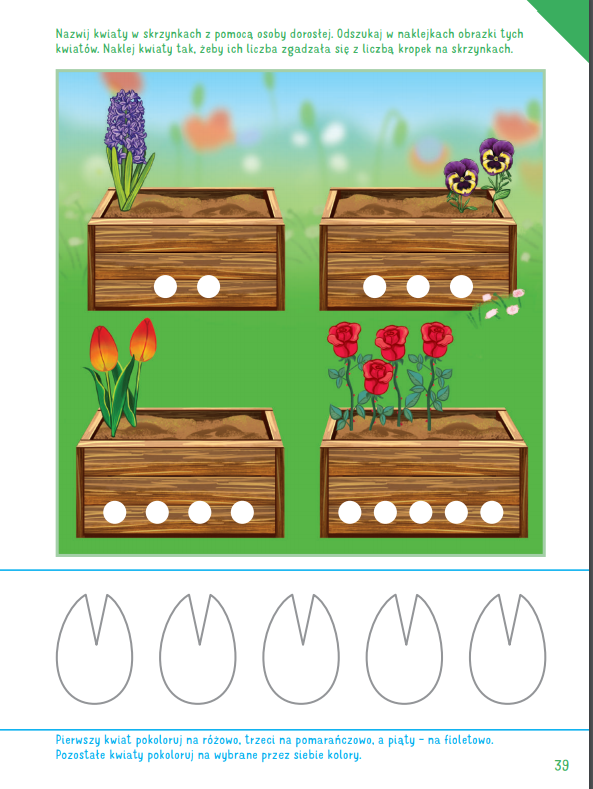 Nazwij kwiaty w skrzynkach z pomocą osoby dorosłej. Odszukaj w naklejkach obrazki tych
kwiatów. Naklej kwiaty tak, żeby ich liczba zgadzała się z liczbą kropek na skrzynkach.
Pierwszy kwiat pokoloruj na różowo, trzeci na pomarańczowo, a piąty – na fioletowo.
Pozostałe kwiaty pokoloruj na wybrane przez siebie kolory.
39